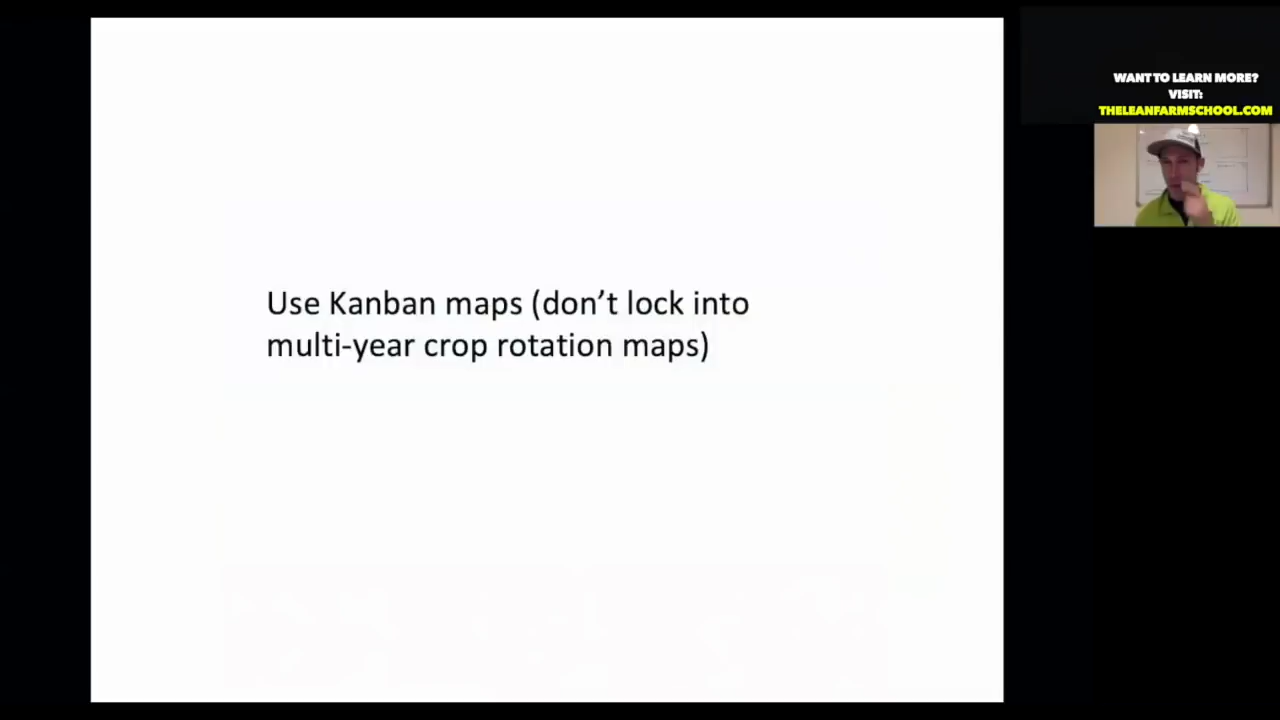 WANT TO LEARN MORE?
VISIT:
THELEANFARMSCHOOL.COM
Use Kanban maps (don’t lock into
multi-year crop rotation maps)